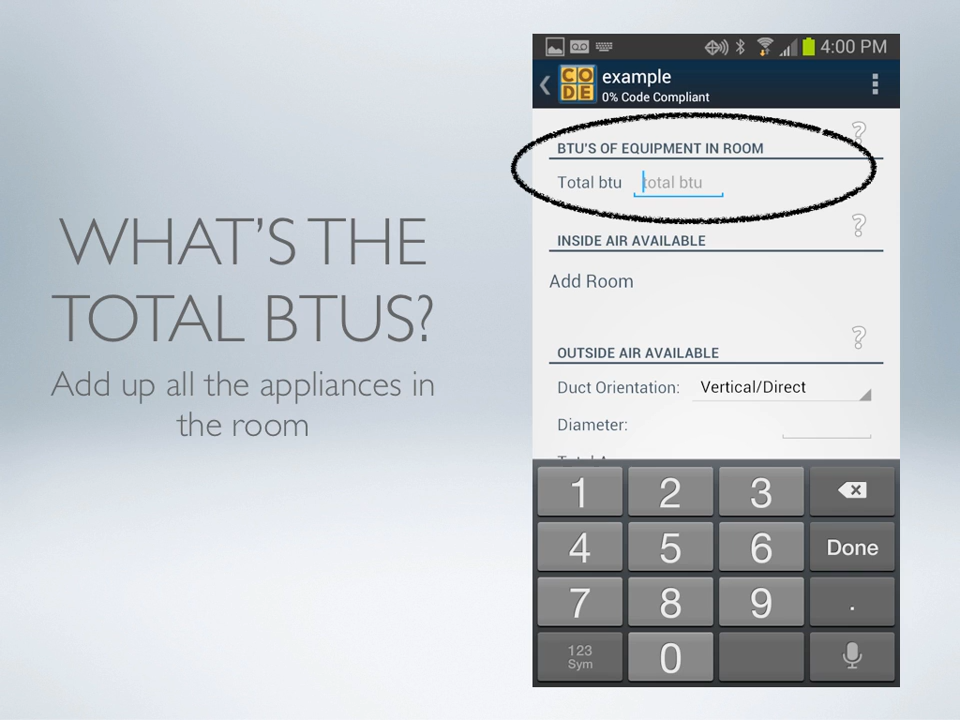 WHAT'S THE
TOTAL BTUS?
Add up all the appliances in
the room
4:00 PM
CODE
example
0% Code Compliant
BTU'S OF EQUIPMENT IN ROOM
?
Total btu total btu
INSIDE AIR AVAILABLE
?
Add Room
OUTSIDE AIR AVAILABLE
?
Duct Orientation: Vertical/Direct
Diameter:
1 2 3
4 5 6 Done
7 8 9 .
123
Sym
0